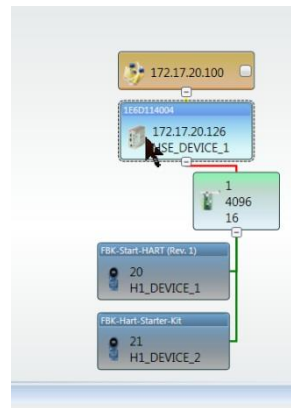 172.17.20.100
1E6D114004
172.17.20.126
HSE_DEVICE_1
1
4096
16
FBK-Start-HART (Rev. 1)
20
H1_DEVICE_1
FBK-Hart-Starter-Kit
21
H1_DEVICE_2